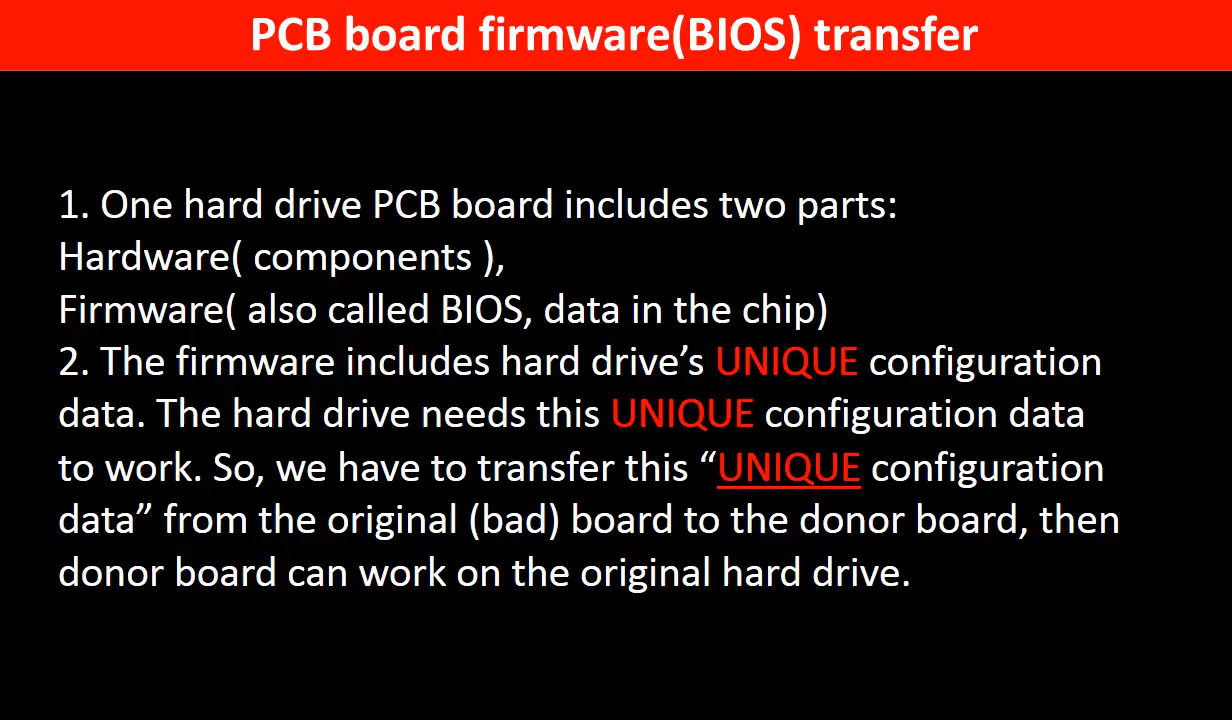 PCB board firmware(BIOS) transfer
1. One hard drive PCB board includes two parts:
Hardware( components ),
Firmware( also called BIOS, data in the chip)
2. The firmware includes hard drive’s UNIQUE configuration
data. The hard drive needs this UNIQUE configuration data
to work. So, we have to transfer this “UNIQUE configuration
data” from the original (bad) board to the donor board, then
donor board can work on the original hard drive.